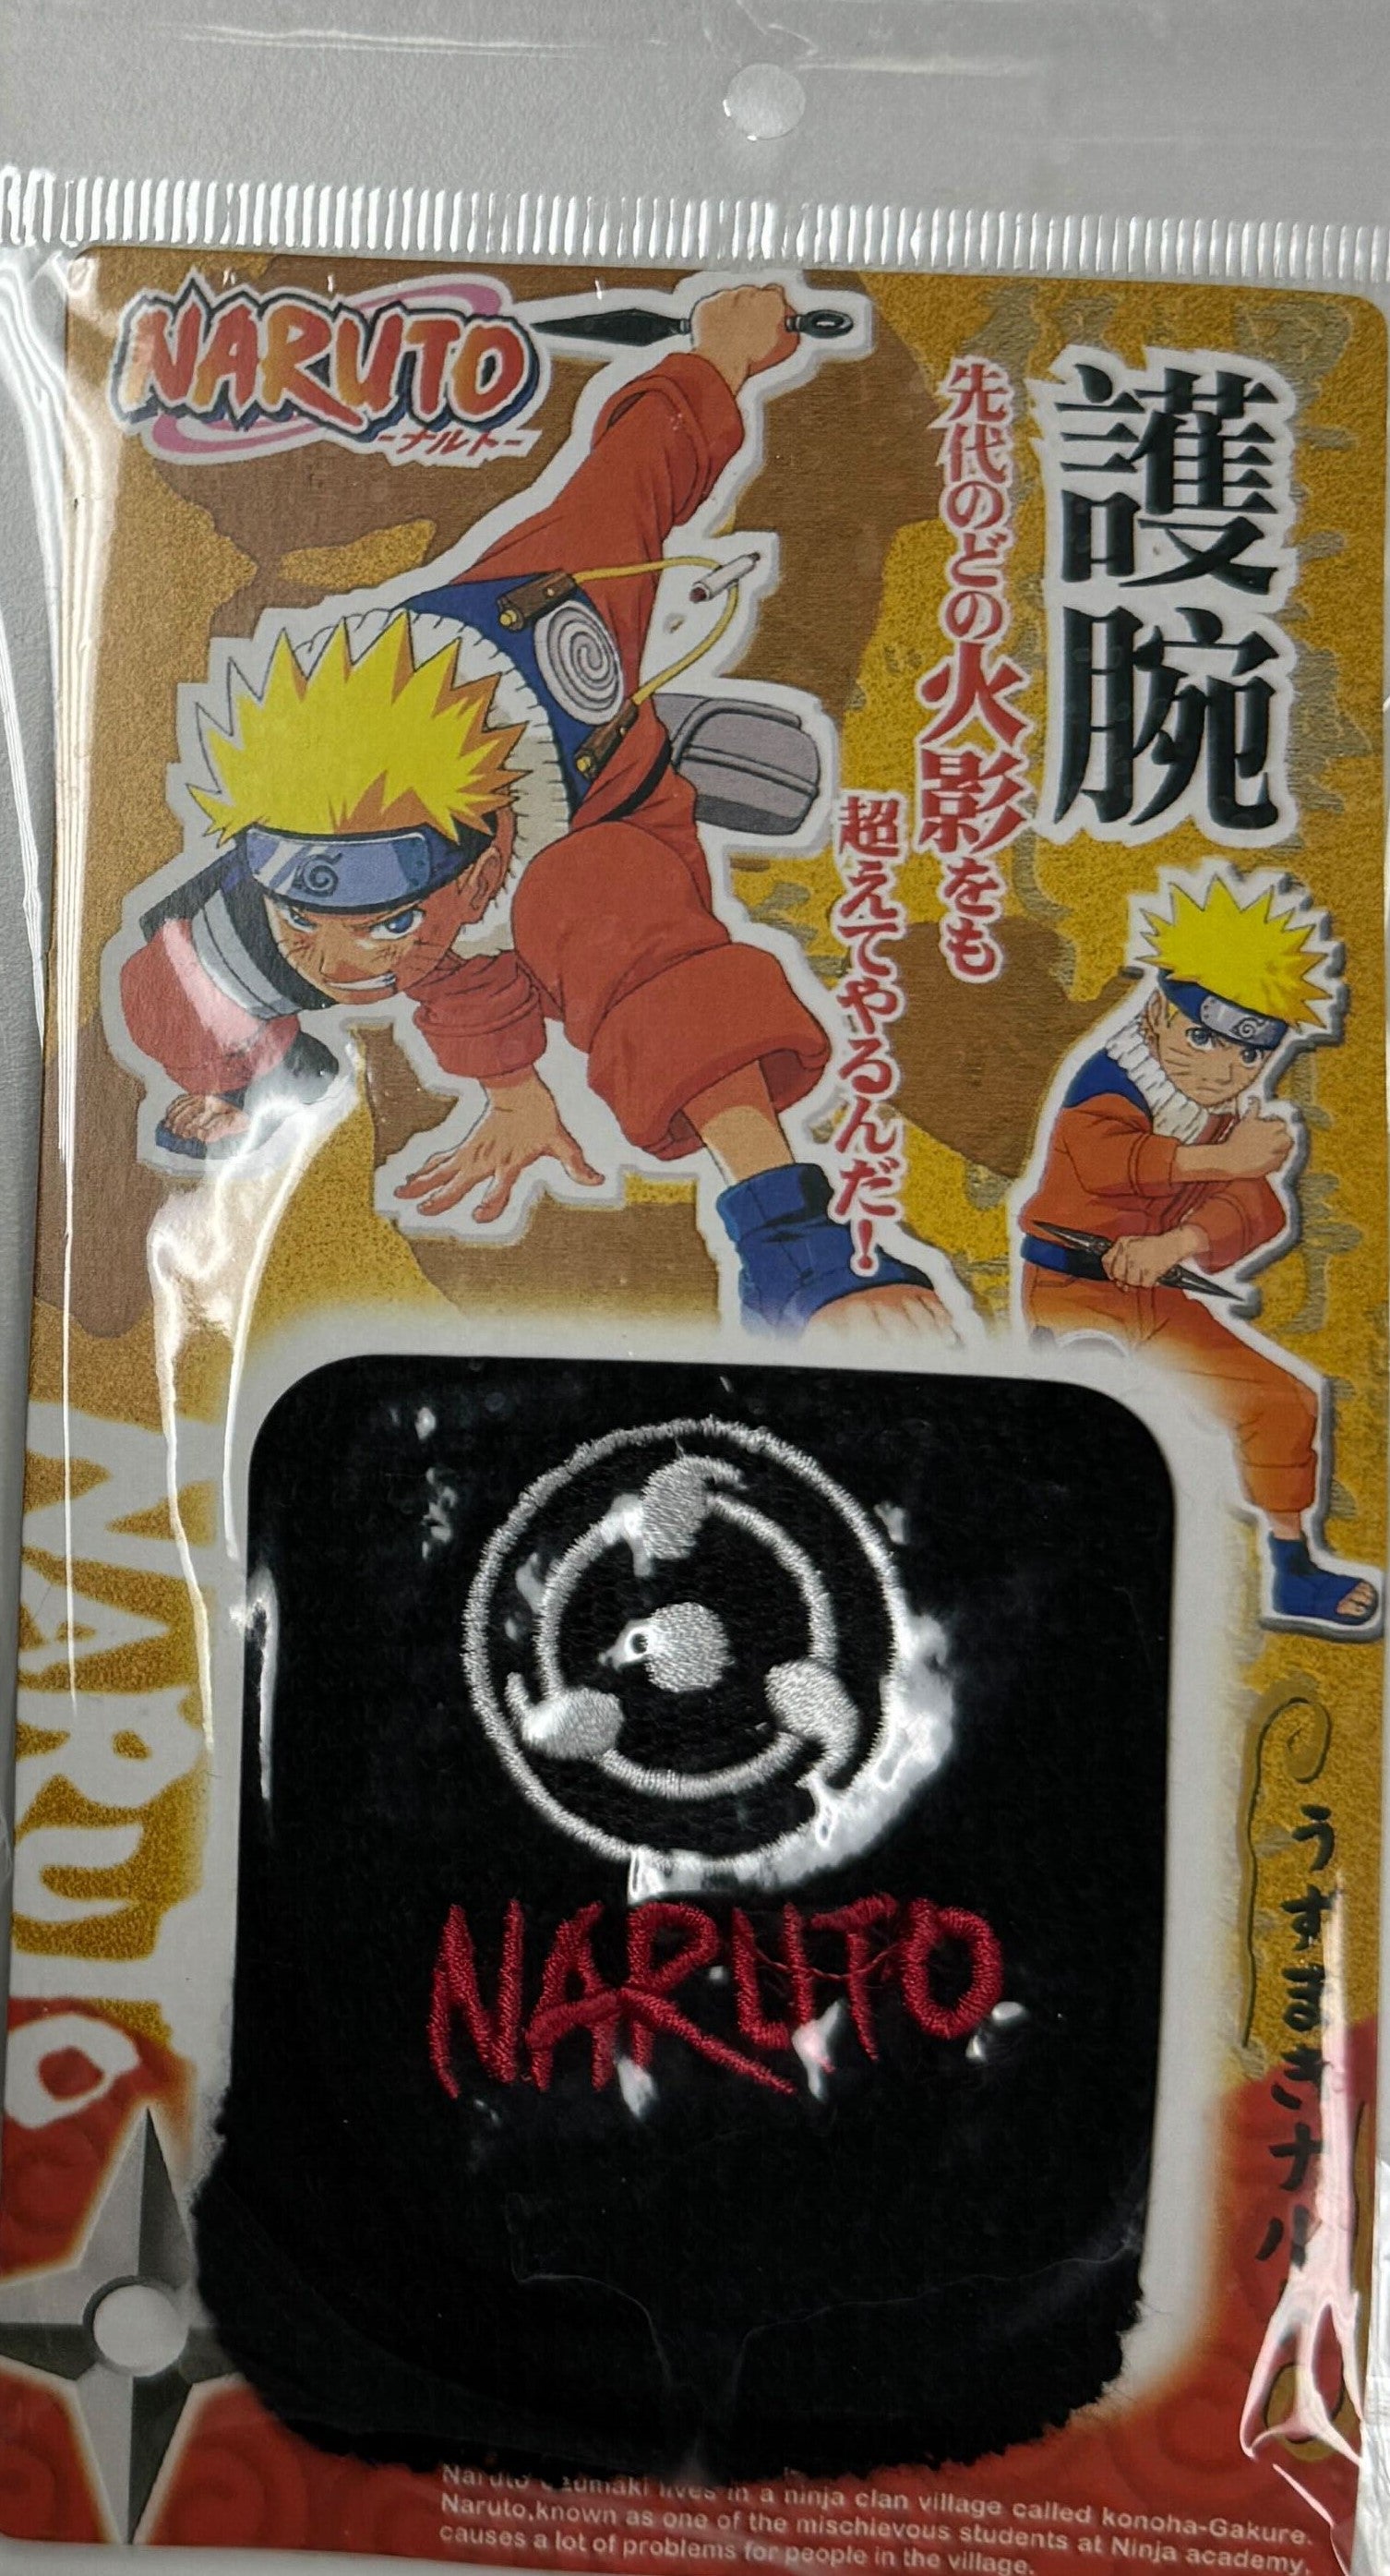 NARUTO
-ナルト-
護腕
先代のどの火影をも
超えてやるんだ!
NARUTO
NARUTO
うずまきナル
Naruto Uzumaki lives in a ninja clan village called konoha-Gakure.
Naruto,known as one of the mischievous students at Ninja academy,
causes a lot of problems for people in the village.